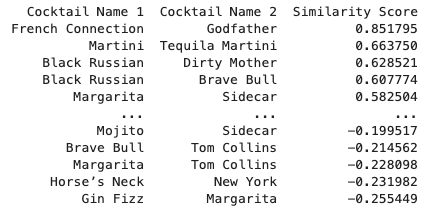 Cocktail Name 1 Cocktail Name 2 Similarity Score
French Connection Godfather 0.851795
Martini Tequila Martini 0.663750
Black Russian Dirty Mother 0.628521
Black Russian Brave Bull 0.607774
Margarita Sidecar 0.582504
... ... ...
Mojito Sidecar −0.199517
Brave Bull Tom Collins −0.214562
Margarita Tom Collins −0.228098
Horse’s Neck New York −0.231982
Gin Fizz Margarita −0.255449